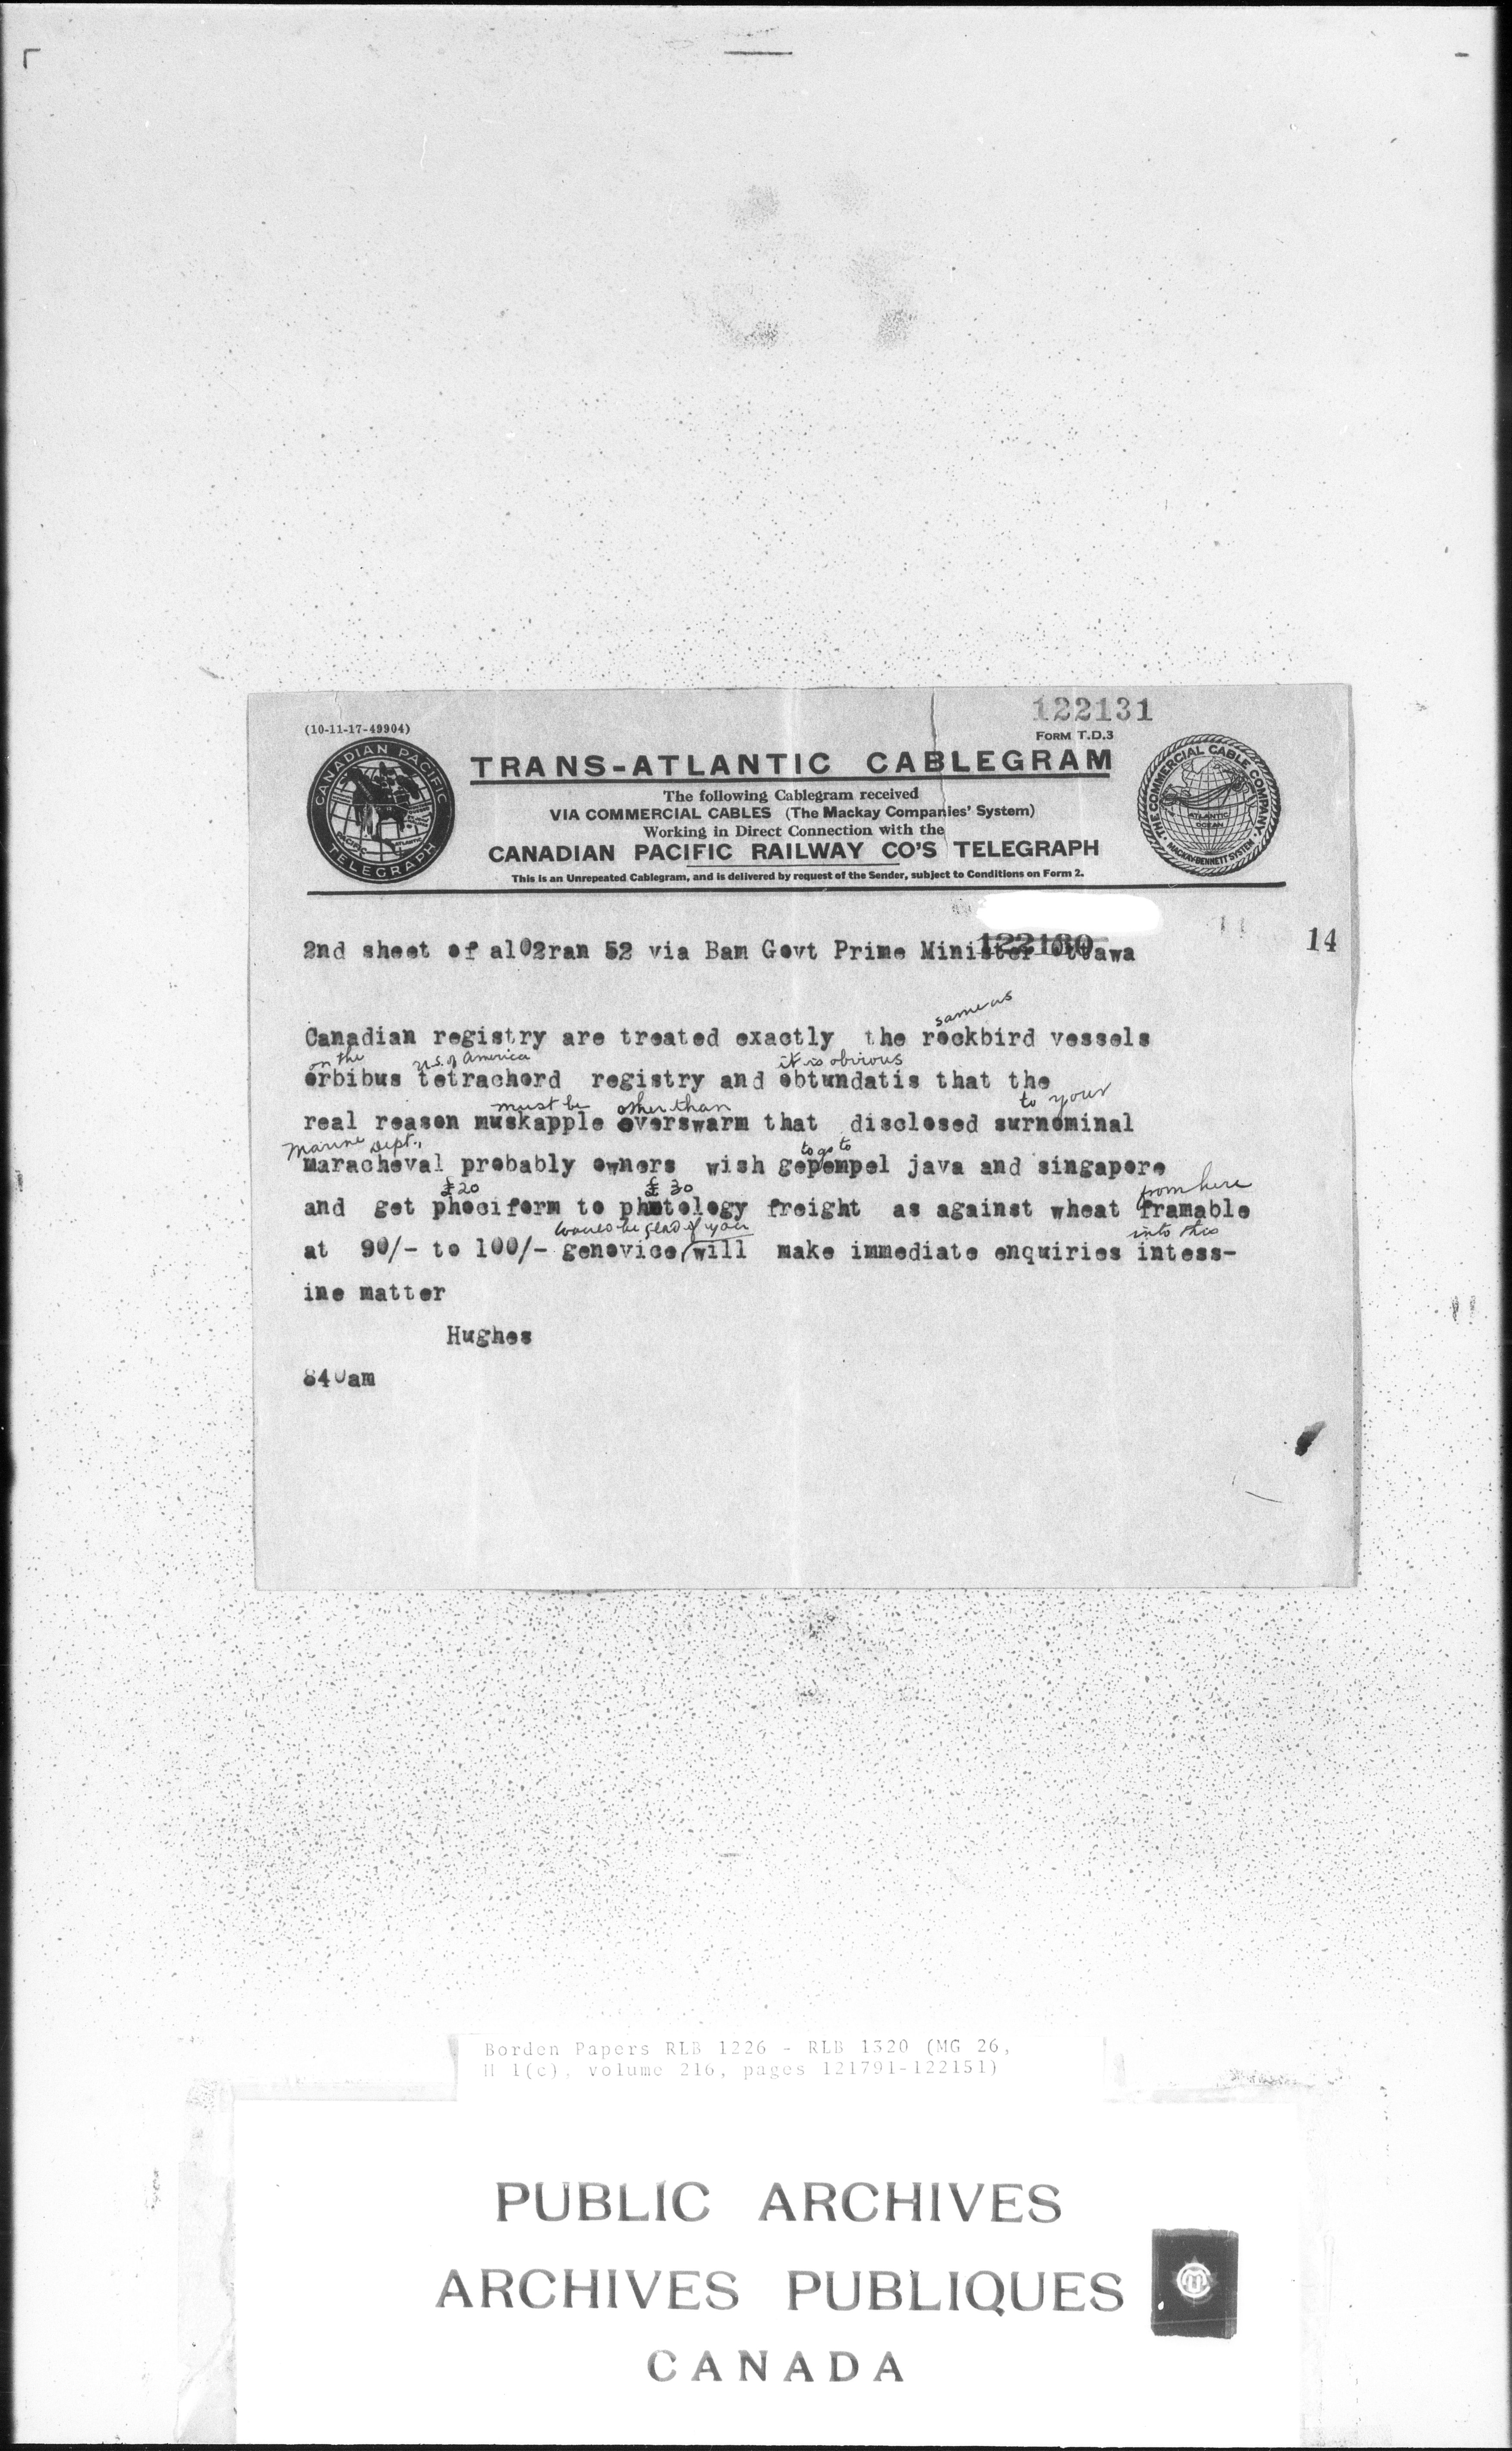 122131
(10-11-17-49904)
FORM T.D.3
CANADIAN PACIFIC
TELEGRAPH
PACIFIC
ATLANTIC
TRANS-ATLANTIC CABLEGRAM
The following Cablegram received
VIA COMMERCIAL CABLES (The Mackay Companies' System)
Working in Direct Connection with the
CANADIAN PACIFIC RAILWAY CO'S TELEGRAPH
This is an Unrepeated Cablegram, and is delivered by request of the Sender, subject to Conditions on Form 2.
THE COMMERCIAL CABLE COMPANY.
ATLANTIC
OCEAN
MACKAY-BENNETT SYSTEM
122130
14
2nd sheet of al02ran 52 via Bam Govt Prime Minister Ottawa
same as
Canadian registry are treated exactly the rockbird vessels
on the U.S. of America it is obvious
orbibus tetrachord registry and obtundatis that the
must be other than to your
real reason muskapple overswarm that disclosed surnominal
Marine Dept.,
to go to
maracheval probably owners wish gepempel java and singapore
£20 £30 from here
and get phociform to photology freight as against wheat framable
would be glad if you into this
at 90/- to 100/- genovice will make immediate enquiries intess-
ine matter
Hughes
840am
Borden Papers RLB 1226 - RLB 1320 (MG 26,
H 1(c), volume 216, pages 121791-122151)
PUBLIC ARCHIVES
ARCHIVES PUBLIQUES
CANADA